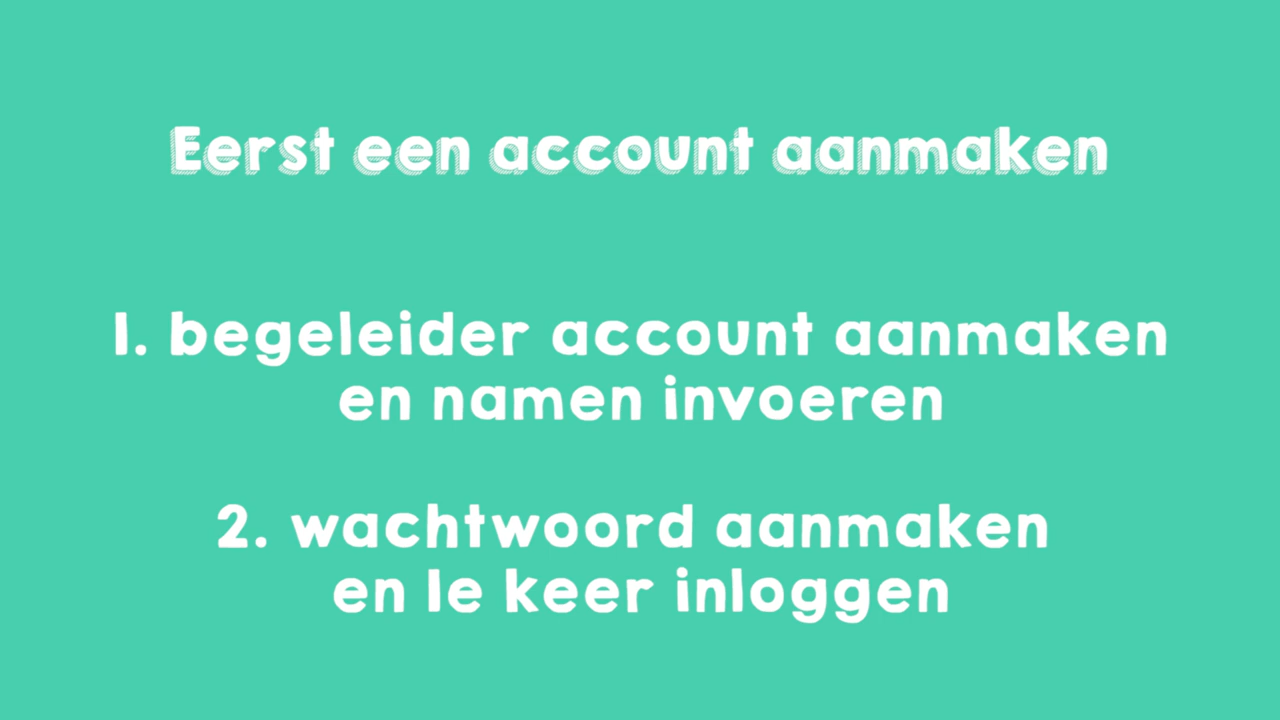 Eerst een account aanmaken
1. begeleider account aanmaken
en namen invoeren
2. wachtwoord aanmaken
en 1e keer inloggen